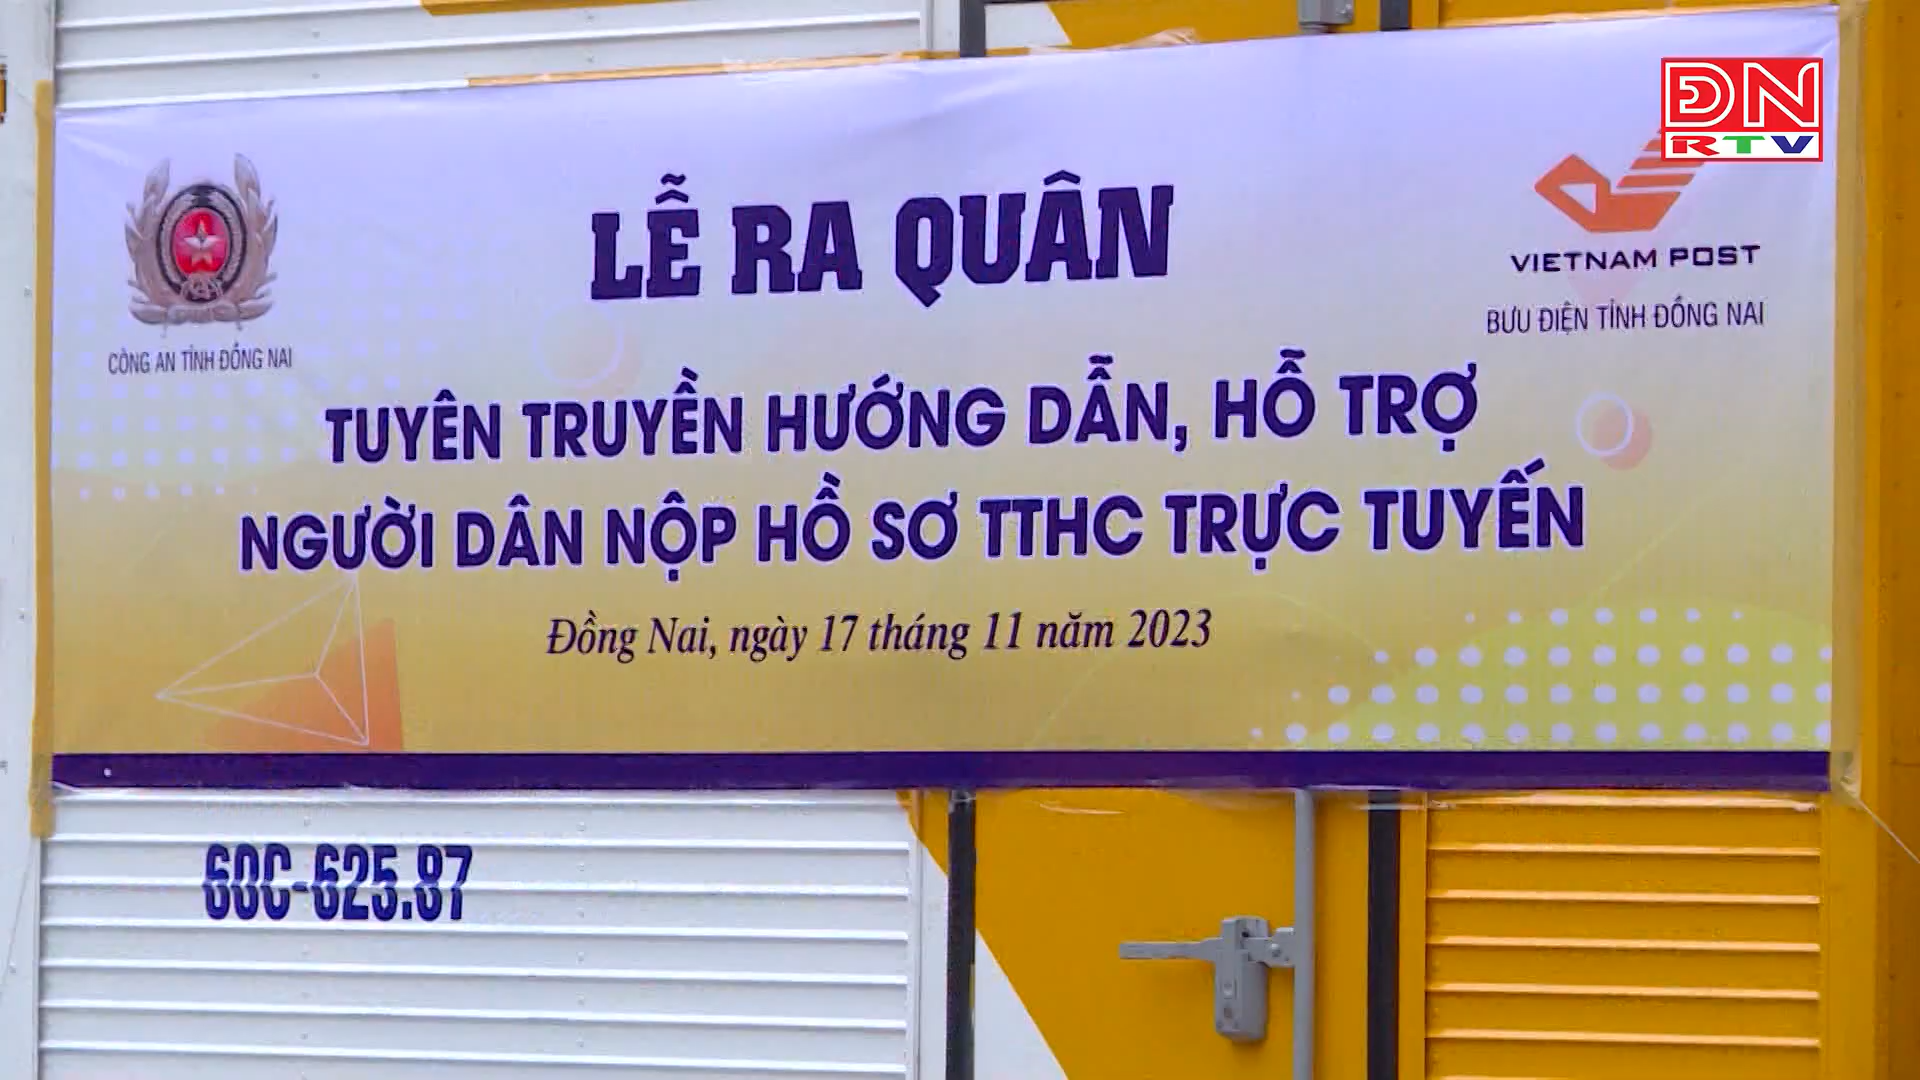 ĐN
RTV
CÔNG AN TỈNH ĐỒNG NAI
VIETNAM POST
BƯU ĐIỆN TỈNH ĐỒNG NAI
LỄ RA QUÂN
TUYÊN TRUYỀN HƯỚNG DẪN, HỖ TRỢ
NGƯỜI DÂN NỘP HỒ SƠ TTHC TRỰC TUYẾN
Đồng Nai, ngày 17 tháng 11 năm 2023
60C-625.87